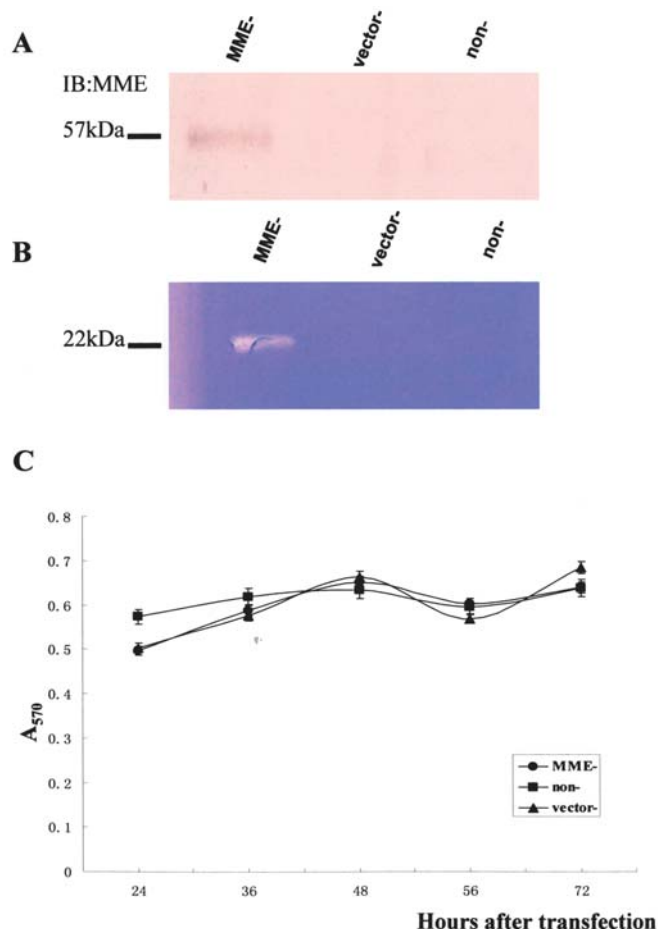 A
MME-
vector-
non-
IB:MME
57kDa
B
MME-
vector-
non-
22kDa
C
0.8
0.7
0.6
0.5
0.4
0.3
0.2
0.1
0
A570
24
36
48
56
72
MME-
non-
vector-
Hours after transfection